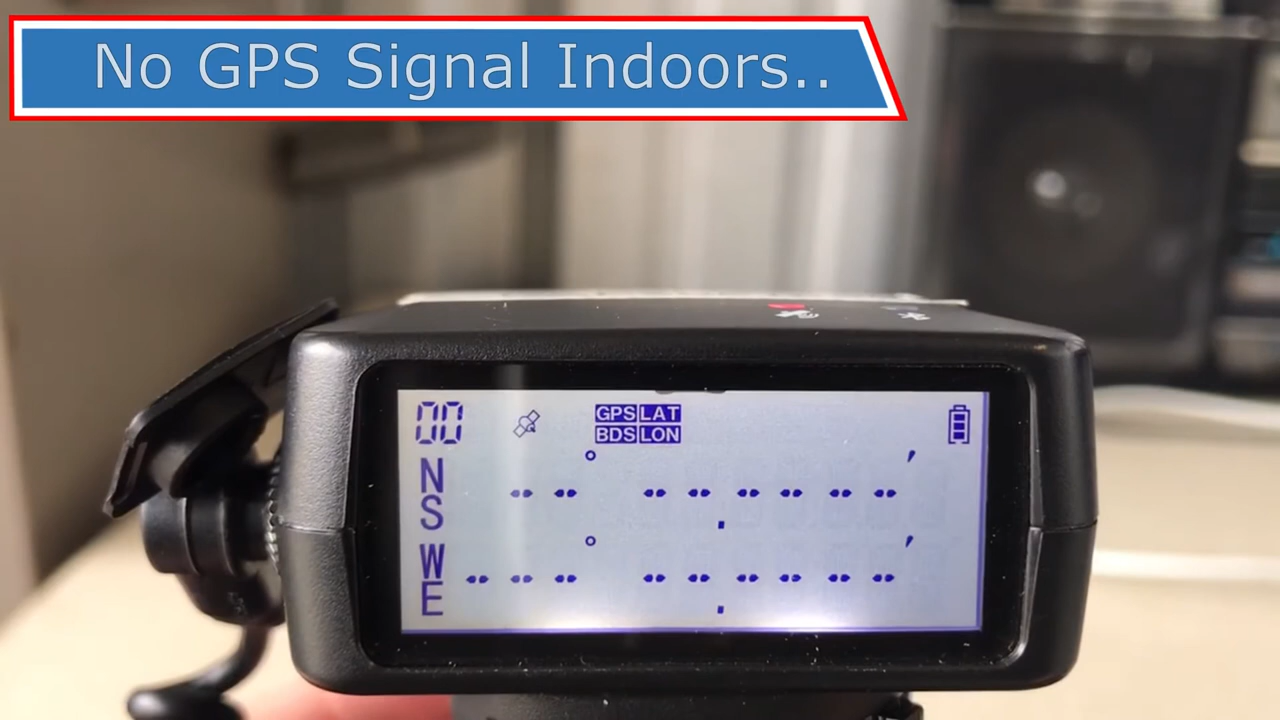 No GPS Signal Indoors..
00 GPS LAT
BDS LON
N
S
-- ° --.---- '
W
E
--- ° --.---- '